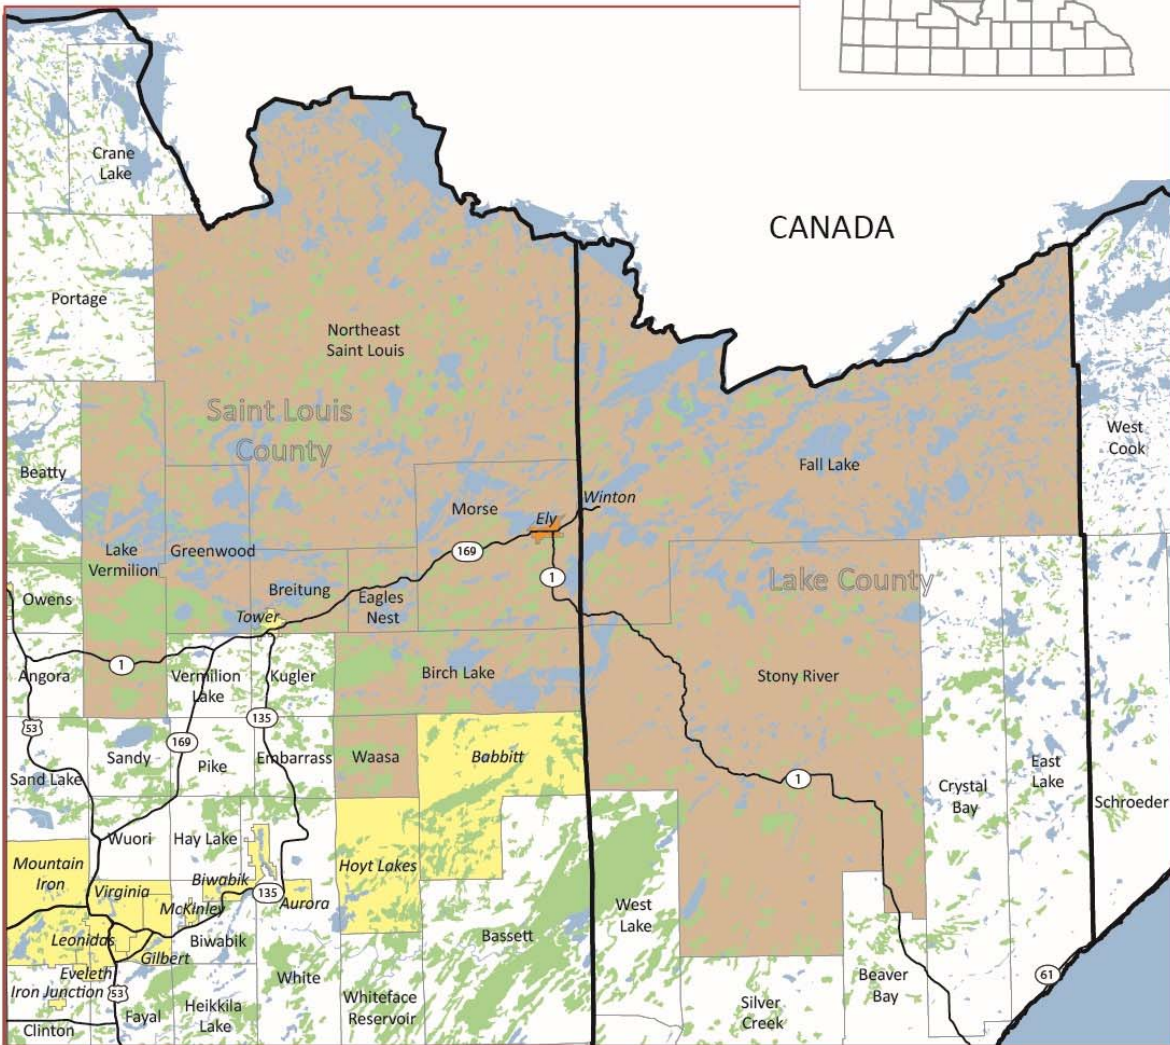 Crane
Lake
CANADA
Portage
Northeast
Saint Louis
Saint Louis
County
West
Cook
Beatty
Fall Lake
Morse
Ely
Winton
Lake
Vermilion
Greenwood
169
1
Lake County
Owens
Breitung
Eagles
Nest
Tower
Angora
1
Vermilion
Lake
Kugler
Birch Lake
Stony River
53
135
169
Sandy
Pike
Embarrass
Waasa
Babbitt
Sand Lake
1
Crystal
Bay
East
Lake
Schroeder
Wuori
Hay Lake
Mountain
Iron
Hoyt Lakes
Virginia
Biwabik
135
McKinley
Aurora
West
Lake
Leonidas
Gilbert
Biwabik
Bassett
Eveleth
Iron Junction
53
White
Beaver
Bay
61
Fayal
Heikkila
Lake
Whiteface
Reservoir
Silver
Creek
Clinton